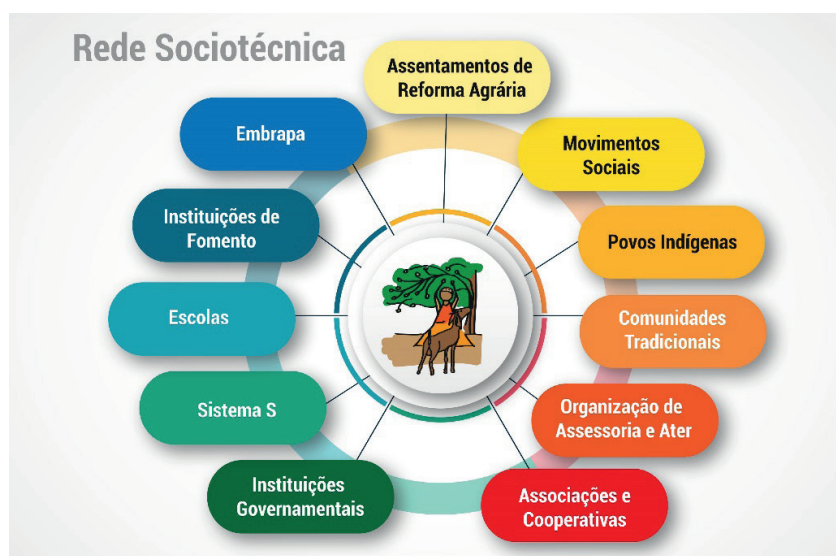 Rede Sociotécnica
Assentamentos de
Reforma Agrária
Movimentos
Sociais
Povos Indígenas
Comunidades
Tradicionais
Organização de
Assessoria e Ater
Associações e
Cooperativas
Instituições
Governamentais
Sistema S
Escolas
Instituições de
Fomento
Embrapa